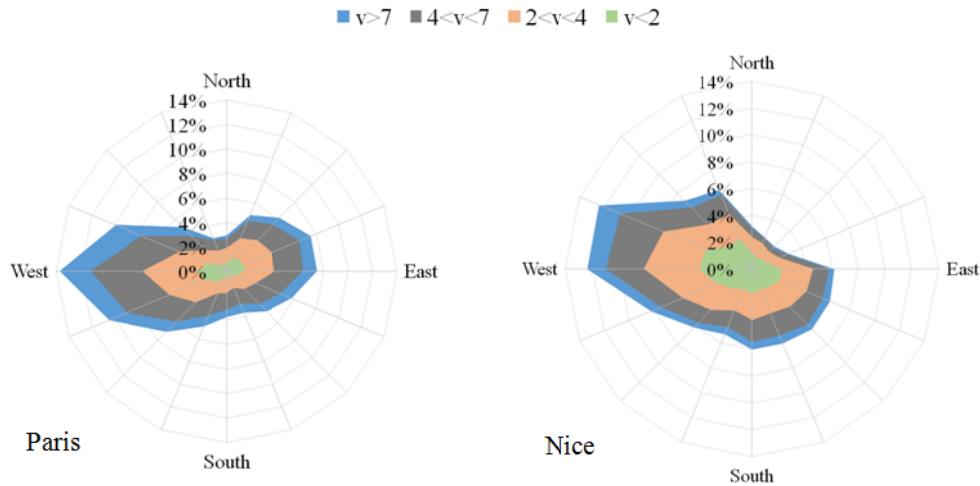 v>7 4<v<7 2<v<4 v<2
North
14%
12%
10%
8%
6%
4%
2%
0%
West
East
South
Paris
North
14%
12%
10%
8%
6%
4%
2%
0%
West
East
South
Nice